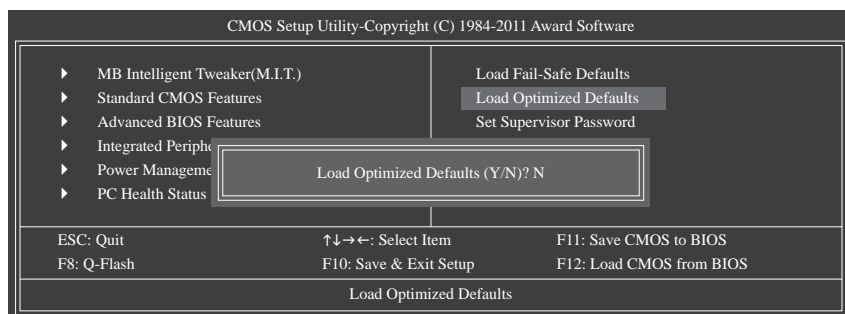 CMOS Setup Utility-Copyright (C) 1984-2011 Award Software
MB Intelligent Tweaker(M.I.T.)
Standard CMOS Features
Advanced BIOS Features
Integrated
Power
PC Health Status
Load Fail-Safe Defaults
Load Optimized Defaults
Set Supervisor Password
Load Optimized Defaults (Y/N)? N
ESC: Quit ↑↓→←: Select Item F11: Save CMOS to BIOS
F8: Q-Flash F10: Save & Exit Setup F12: Load CMOS from BIOS
Load Optimized Defaults